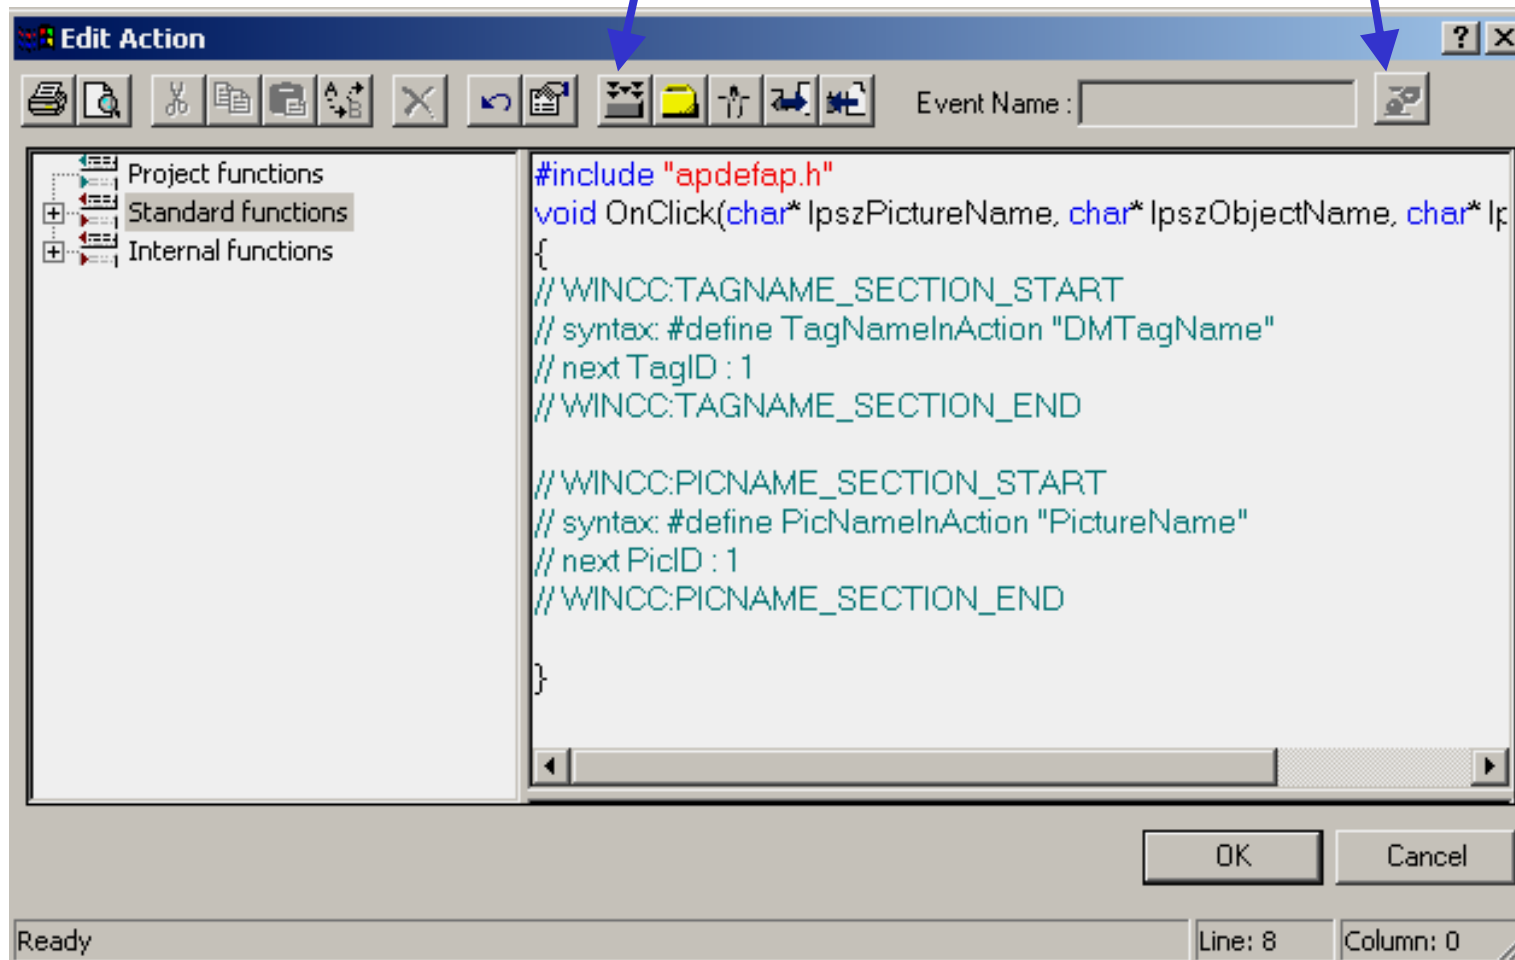 Edit Action
Event Name :
Project functions
Standard functions
Internal functions
#include "apdefap.h"
void OnClick(char* lpszPictureName, char* lpszObjectName, char* lp
{
// WINCC:TAGNAME_SECTION_START
// syntax: #define TagNameInAction "DMTagName"
// next TagID : 1
// WINCC:TAGNAME_SECTION_END
// WINCC:PICNAME_SECTION_START
// syntax: #define PicNameInAction "PictureName"
// next PicID : 1
// WINCC:PICNAME_SECTION_END
}
OK
Cancel
Ready
Line: 8
Column: 0